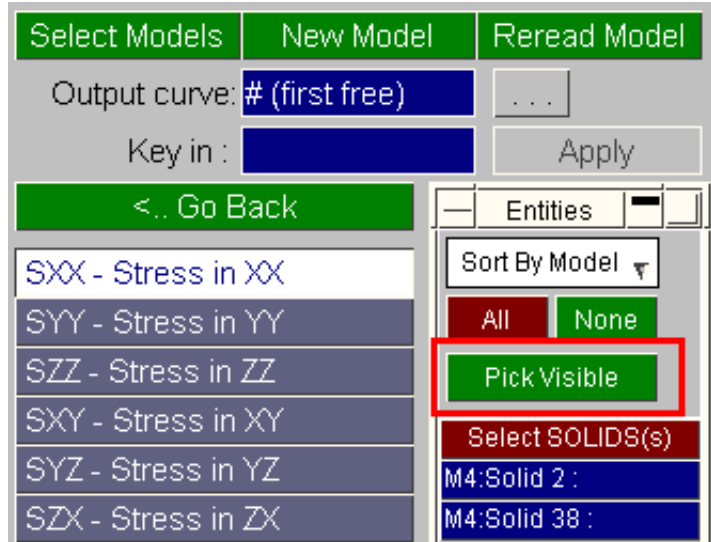 Select Models New Model Reread Model
Output curve: # (first free) ...
Key in : Apply
<.. Go Back
SXX - Stress in XX
SYY - Stress in YY
SZZ - Stress in ZZ
SXY - Stress in XY
SYZ - Stress in YZ
SZX - Stress in ZX
Entities
Sort By Model
All None
Pick Visible
Select SOLIDS(s)
M4:Solid 2 :
M4:Solid 38 :